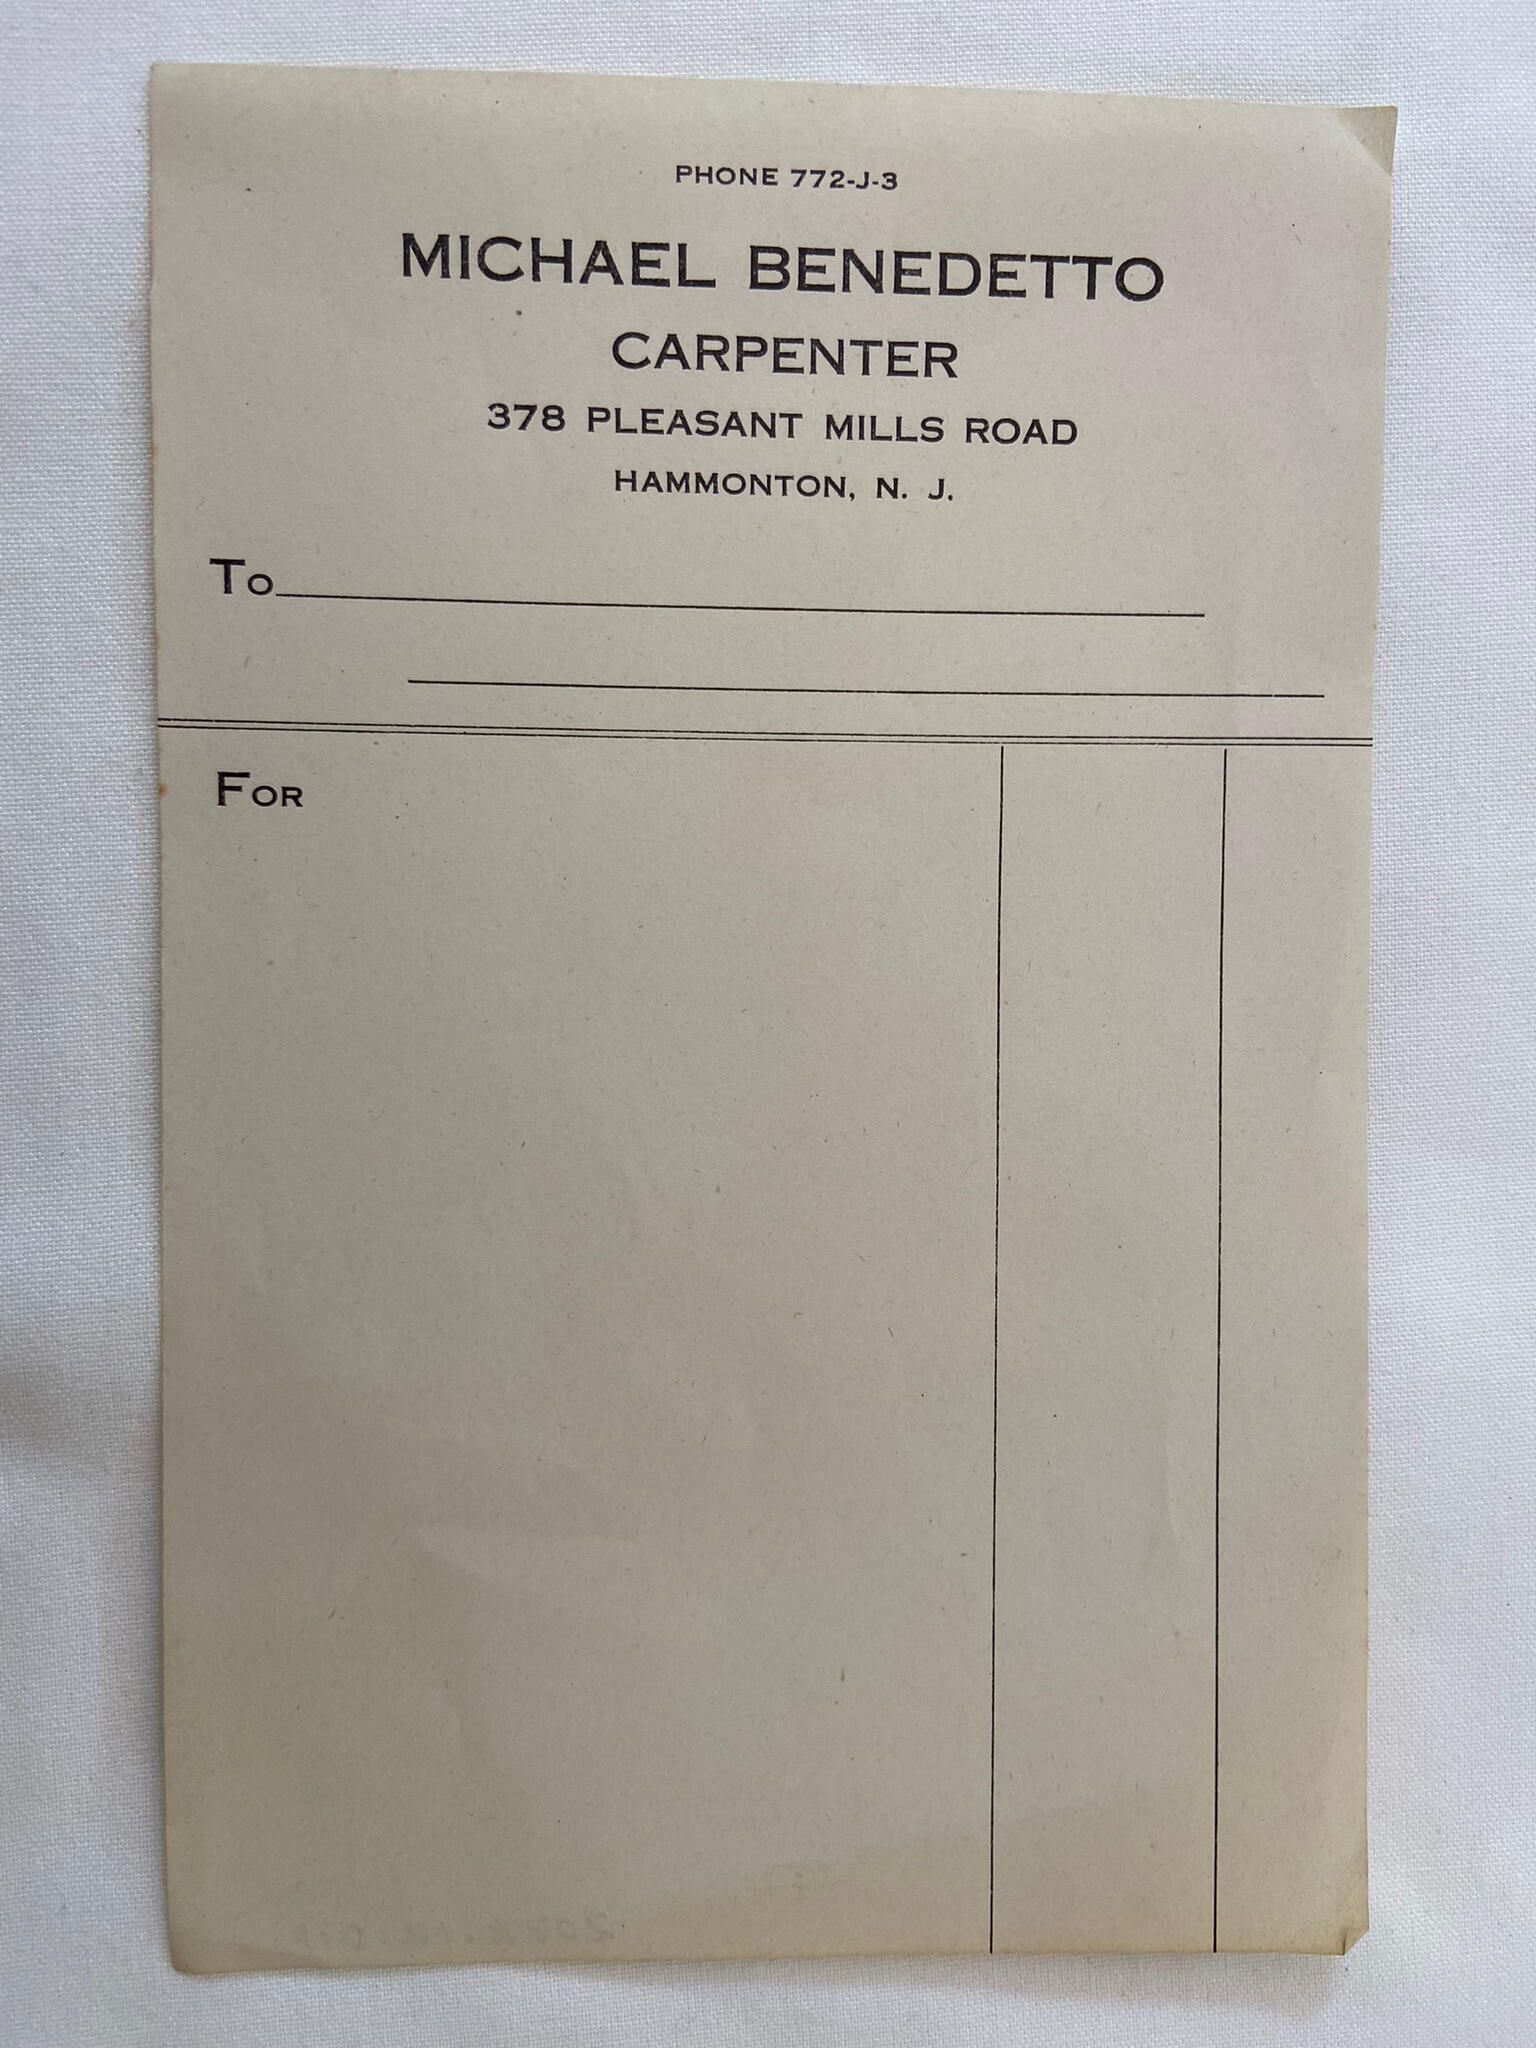 PHONE 772-J-3
MICHAEL BENEDETTO
CARPENTER
378 PLEASANT MILLS ROAD
HAMMONTON, N. J.
To
For